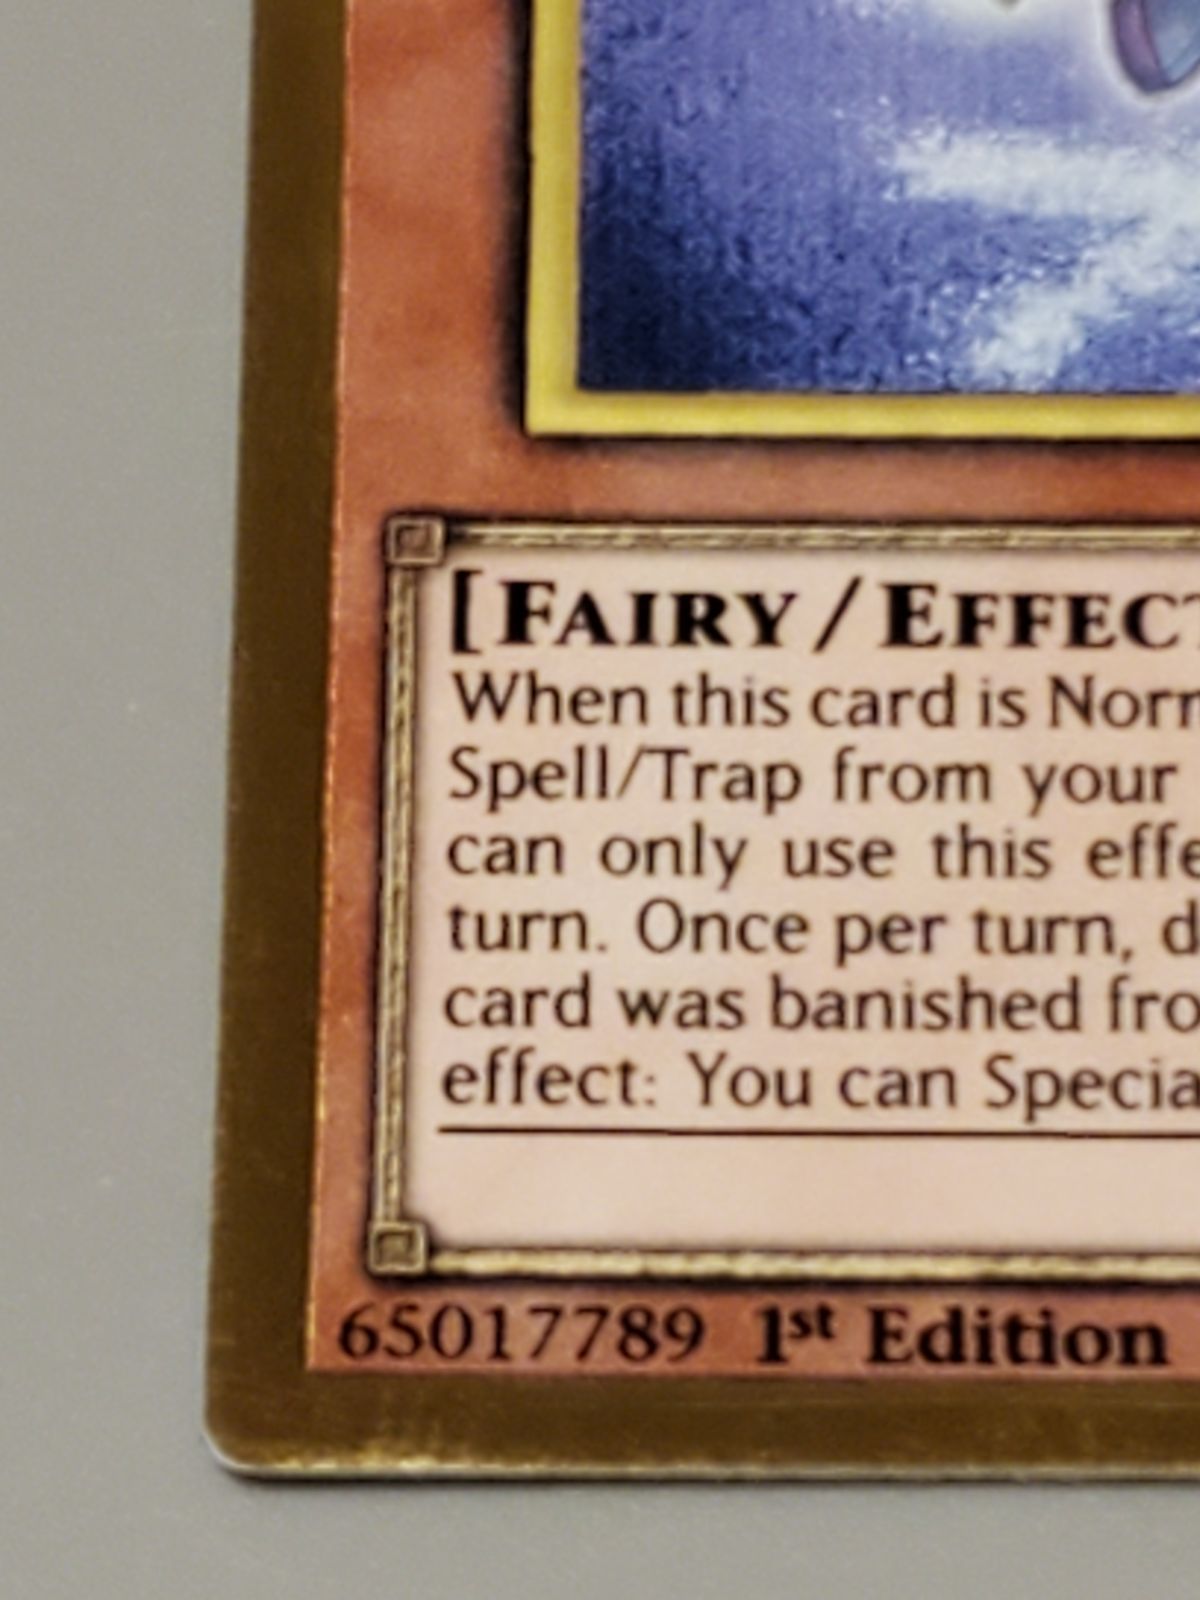 [FAIRY/EFFECT
When this card is Norm
Spell/Trap from your
can only use this effe
turn. Once per turn, d
card was banished fro
effect: You can Specia
65017789 1st Edition